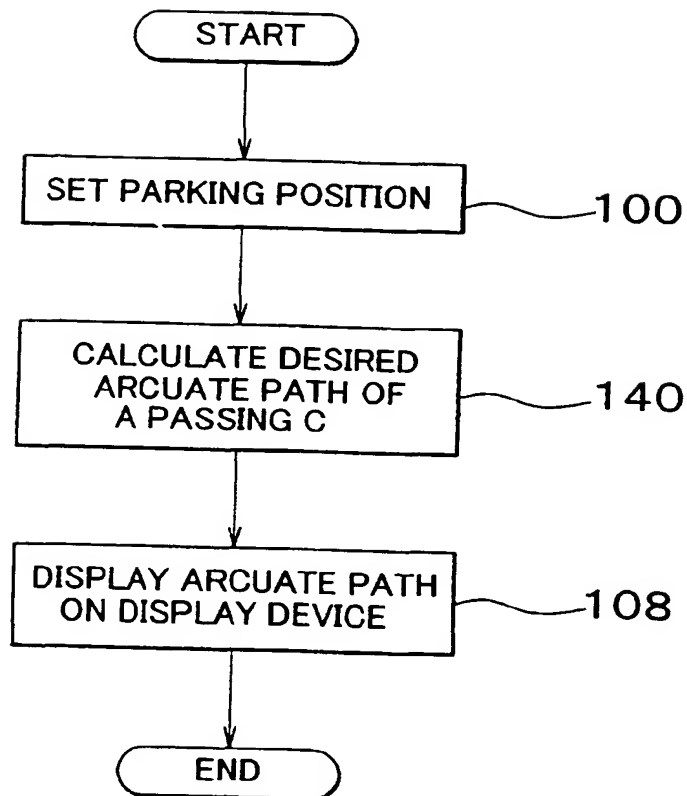 START
SET PARKING POSITION
100
CALCULATE DESIRED
ARCUATE PATH OF
A PASSING C
140
DISPLAY ARCUATE PATH
ON DISPLAY DEVICE
108
END